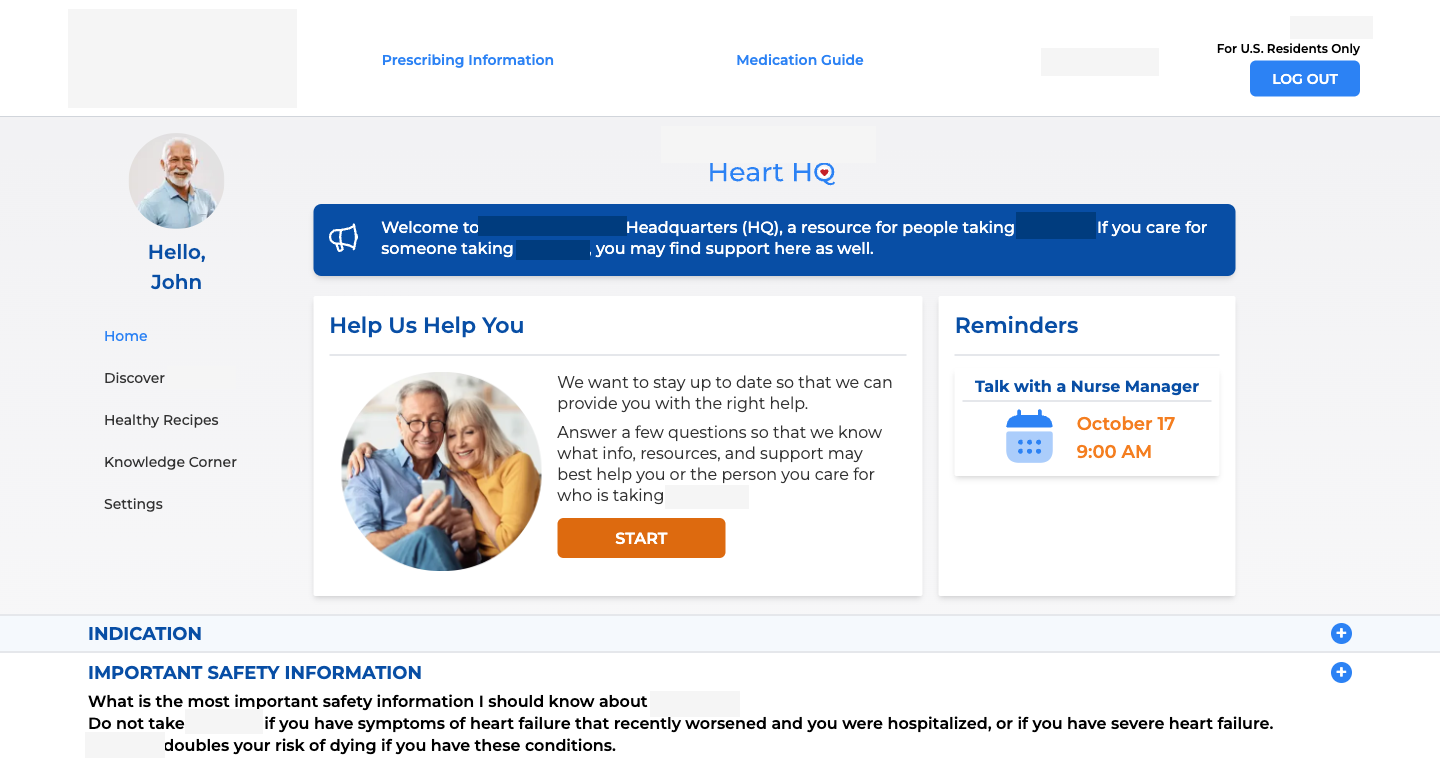 Prescribing Information
Medication Guide
For U.S. Residents Only
LOG OUT
Heart HQ
Hello,
John
Home
Discover
Healthy Recipes
Knowledge Corner
Settings
Welcome to Headquarters (HQ), a resource for people taking If you care for
someone taking , you may find support here as well.
Help Us Help You
We want to stay up to date so that we can
provide you with the right help.
Answer a few questions so that we know
what info, resources, and support may
best help you or the person you care for
who is taking
START
Reminders
Talk with a Nurse Manager
October 17
9:00 AM
INDICATION
IMPORTANT SAFETY INFORMATION
What is the most important safety information I should know about
Do not take if you have symptoms of heart failure that recently worsened and you were hospitalized, or if you have severe heart failure.
doubles your risk of dying if you have these conditions.